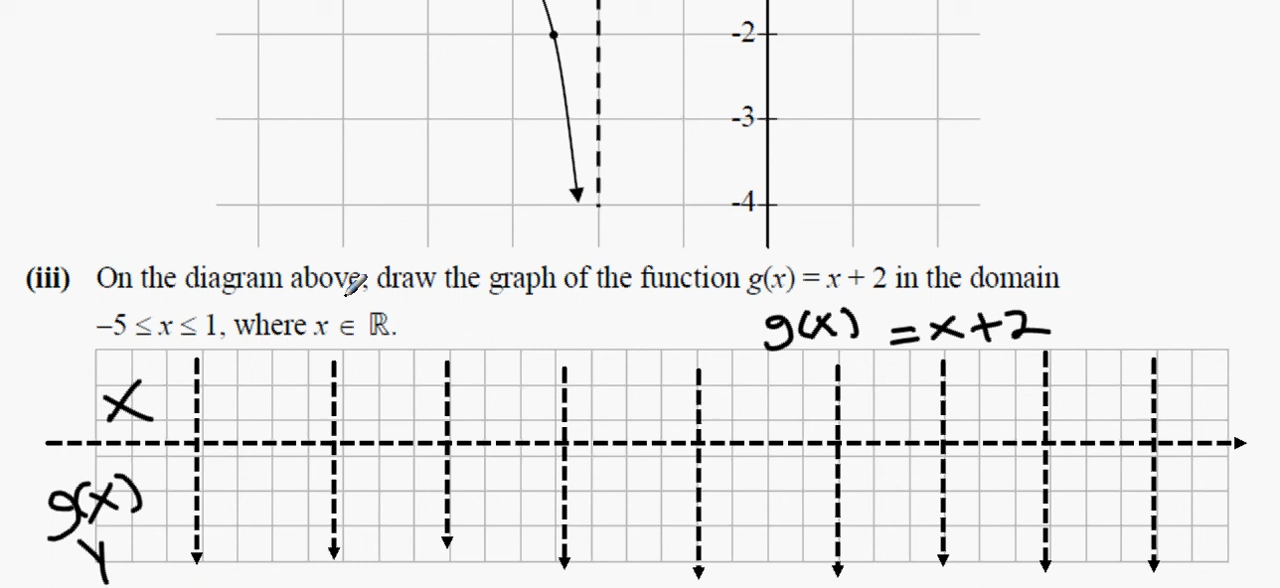 -2
-3
-4
(iii) On the diagram above, draw the graph of the function g(x) = x + 2 in the domain
–5 ≤ x ≤ 1, where x ∈ ℝ.
g(x) = x+2
x
g(x)
y